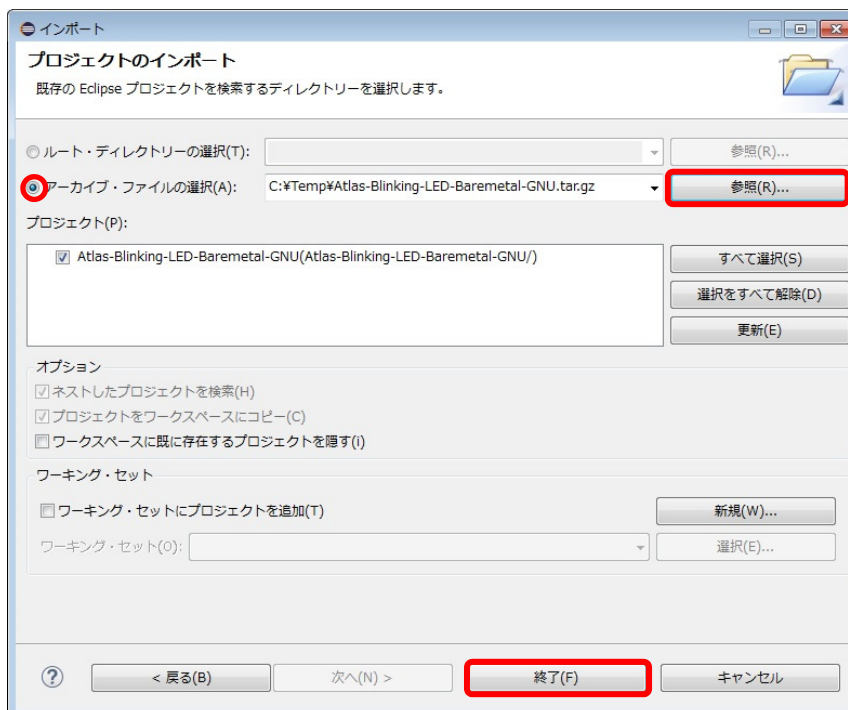 インポート
プロジェクトのインポート
既存の Eclipse プロジェクトを検索するディレクトリーを選択します。
ルート・ディレクトリーの選択(T): 参照(R)...
アーカイブ・ファイルの選択(A): C:¥Temp¥Atlas-Blinking-LED-Baremetal-GNU.tar.gz 参照(R)...
プロジェクト(P):
Atlas-Blinking-LED-Baremetal-GNU(Atlas-Blinking-LED-Baremetal-GNU/) すべて選択(S)
選択をすべて解除(D)
更新(E)
オプション
ネストしたプロジェクトを検索(H)
プロジェクトをワークスペースにコピー(C)
ワークスペースに既に存在するプロジェクトを隠す(i)
ワーキング・セット
ワーキング・セットにプロジェクトを追加(T) 新規(W)...
ワーキング・セット(O): 選択(E)...
? < 戻る(B) 次へ(N) > 終了(F) キャンセル